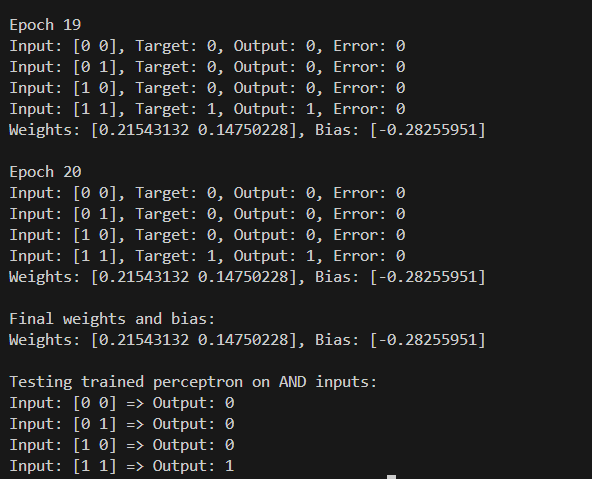 Epoch 19
Input: [0 0], Target: 0, Output: 0, Error: 0
Input: [0 1], Target: 0, Output: 0, Error: 0
Input: [1 0], Target: 0, Output: 0, Error: 0
Input: [1 1], Target: 1, Output: 1, Error: 0
Weights: [0.21543132 0.14750228], Bias: [-0.28255951]

Epoch 20
Input: [0 0], Target: 0, Output: 0, Error: 0
Input: [0 1], Target: 0, Output: 0, Error: 0
Input: [1 0], Target: 0, Output: 0, Error: 0
Input: [1 1], Target: 1, Output: 1, Error: 0
Weights: [0.21543132 0.14750228], Bias: [-0.28255951]

Final weights and bias:
Weights: [0.21543132 0.14750228], Bias: [-0.28255951]

Testing trained perceptron on AND inputs:
Input: [0 0] => Output: 0
Input: [0 1] => Output: 0
Input: [1 0] => Output: 0
Input: [1 1] => Output: 1